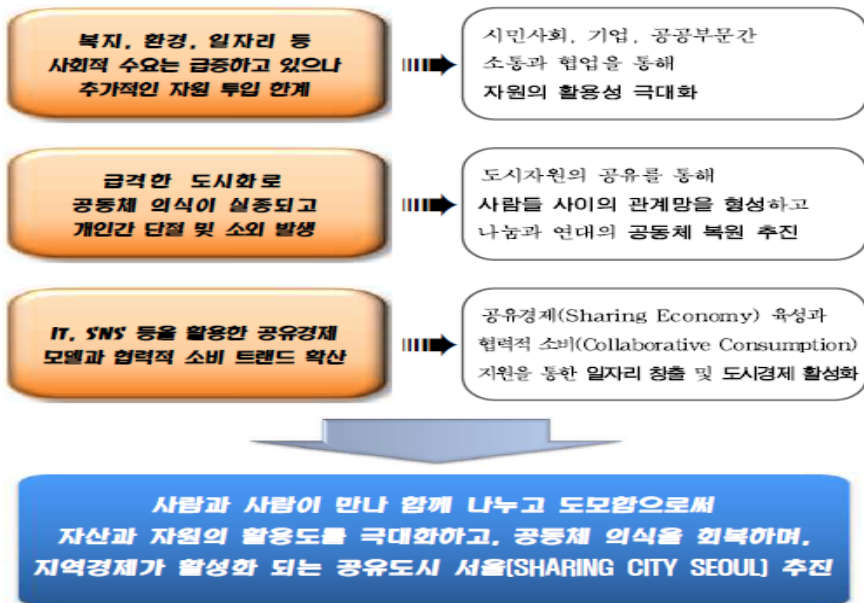 복지, 환경, 일자리 등
사회적 수요는 급증하고 있으나
추가적인 자원 투입 한계
시민사회, 기업, 공공부문간
소통과 협업을 통해
자원의 활용성 극대화
급격한 도시화로
공동체 의식이 실종되고
개인간 단절 및 소외 발생
도시자원의 공유를 통해
사람들 사이의 관계망을 형성하고
나눔과 연대의 공동체 복원 추진
IT, SNS 등을 활용한 공유경제
모델과 협력적 소비 트랜드 확산
공유경제(Sharing Economy) 육성과
협력적 소비(Collaborative Consumption)
지원을 통한 일자리 창출 및 도시경제 활성화
사람과 사람이 만나 함께 나누고 도모함으로써
자산과 자원의 활용도를 극대화하고, 공동체 의식을 회복하며,
지역경제가 활성화 되는 공유도시 서울(SHARING CITY SEOUL) 추진